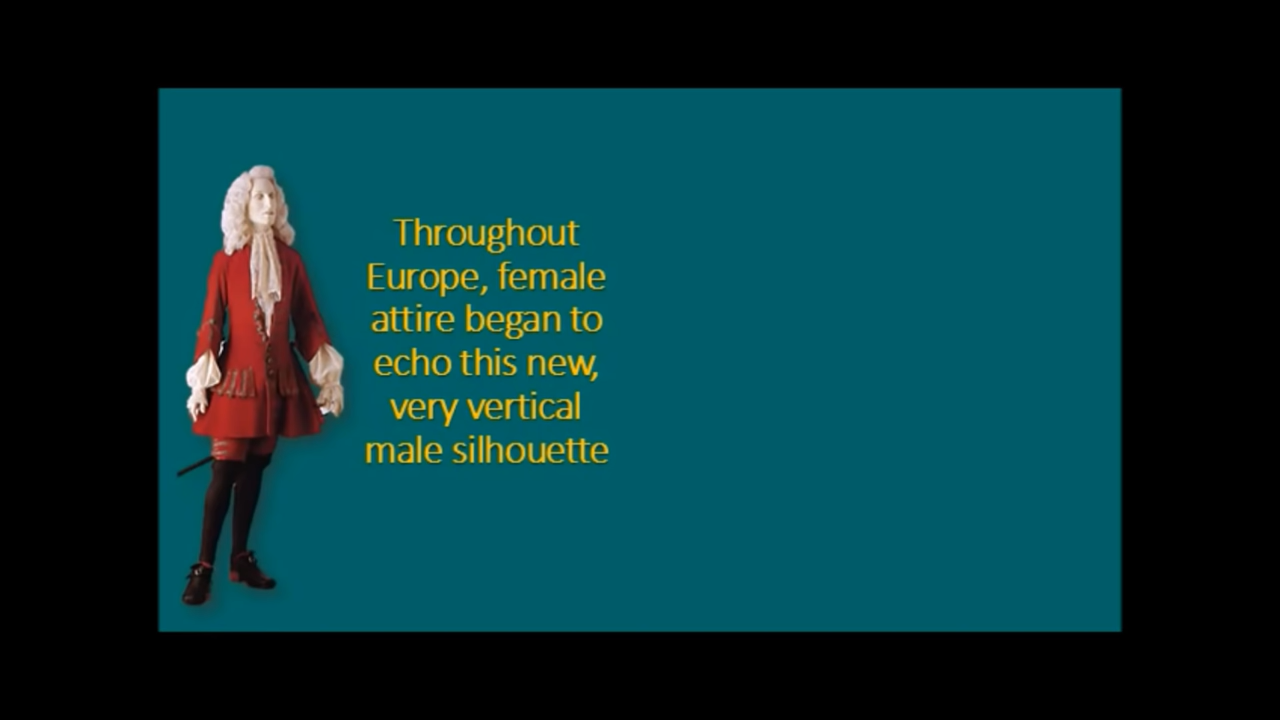 Throughout
Europe, female
attire began to
echo this new,
very vertical
male silhouette